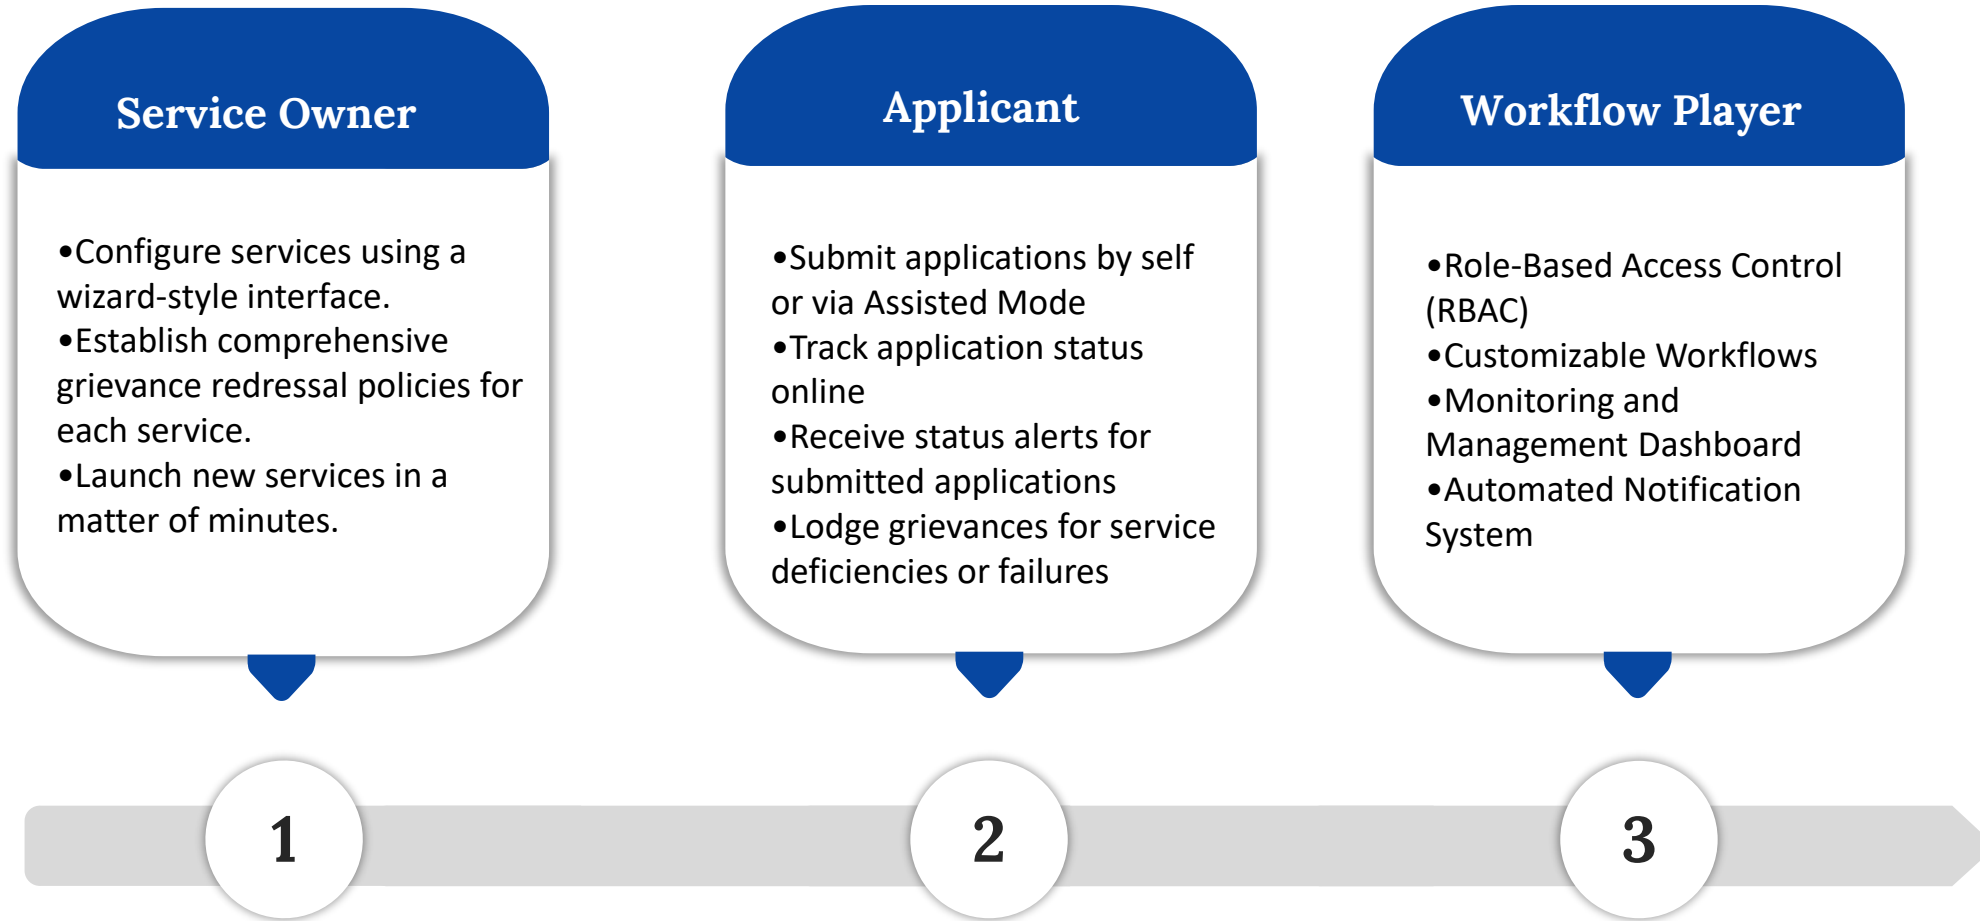 Service Owner
•Configure services using a
wizard-style interface.
•Establish comprehensive
grievance redressal policies for
each service.
•Launch new services in a
matter of minutes.
Applicant
•Submit applications by self
or via Assisted Mode
•Track application status
online
•Receive status alerts for
submitted applications
•Lodge grievances for service
deficiencies or failures
Workflow Player
•Role-Based Access Control
(RBAC)
•Customizable Workflows
•Monitoring and
Management Dashboard
•Automated Notification
System
1
2
3